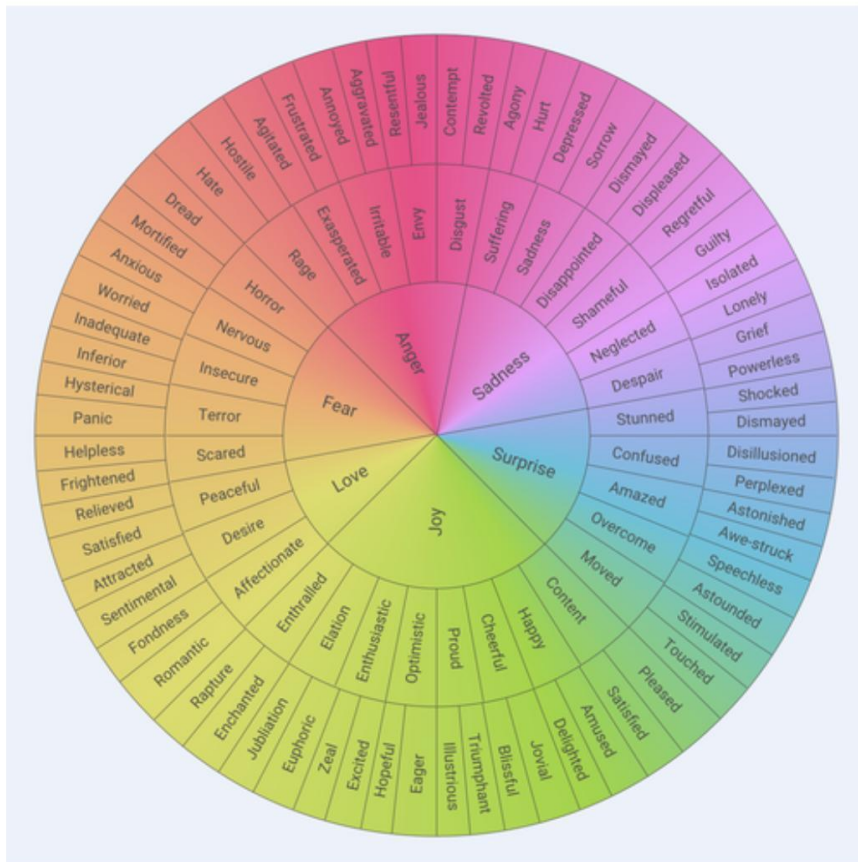 Anger
Sadness
Surprise
Joy
Love
Fear
Disgust
Suffering
Sadness
Disappointed
Shameful
Neglected
Despair
Stunned
Confused
Amazed
Overcome
Moved
Content
Happy
Cheerful
Proud
Optimistic
Enthusiastic
Elation
Enthralled
Affectionate
Desire
Peaceful
Scared
Terror
Insecure
Nervous
Horror
Rage
Exasperated
Irritable
Envy
Contempt
Revolted
Agony
Hurt
Depressed
Sorrow
Dismayed
Displeased
Regretful
Guilty
Isolated
Lonely
Grief
Powerless
Shocked
Dismayed
Disillusioned
Perplexed
Astonished
Awe-struck
Speechless
Astounded
Stimulated
Touched
Pleased
Satisfied
Amused
Delighted
Jovial
Blissful
Triumphant
Illustrious
Eager
Hopeful
Excited
Zeal
Euphoric
Jubliation
Enchanted
Rapture
Romantic
Fondness
Sentimental
Attracted
Satisfied
Relieved
Frightened
Helpless
Panic
Hysterical
Inferior
Inadequate
Worried
Anxious
Mortified
Dread
Hate
Hostile
Agitated
Frustrated
Annoyed
Aggravated
Resentful
Jealous